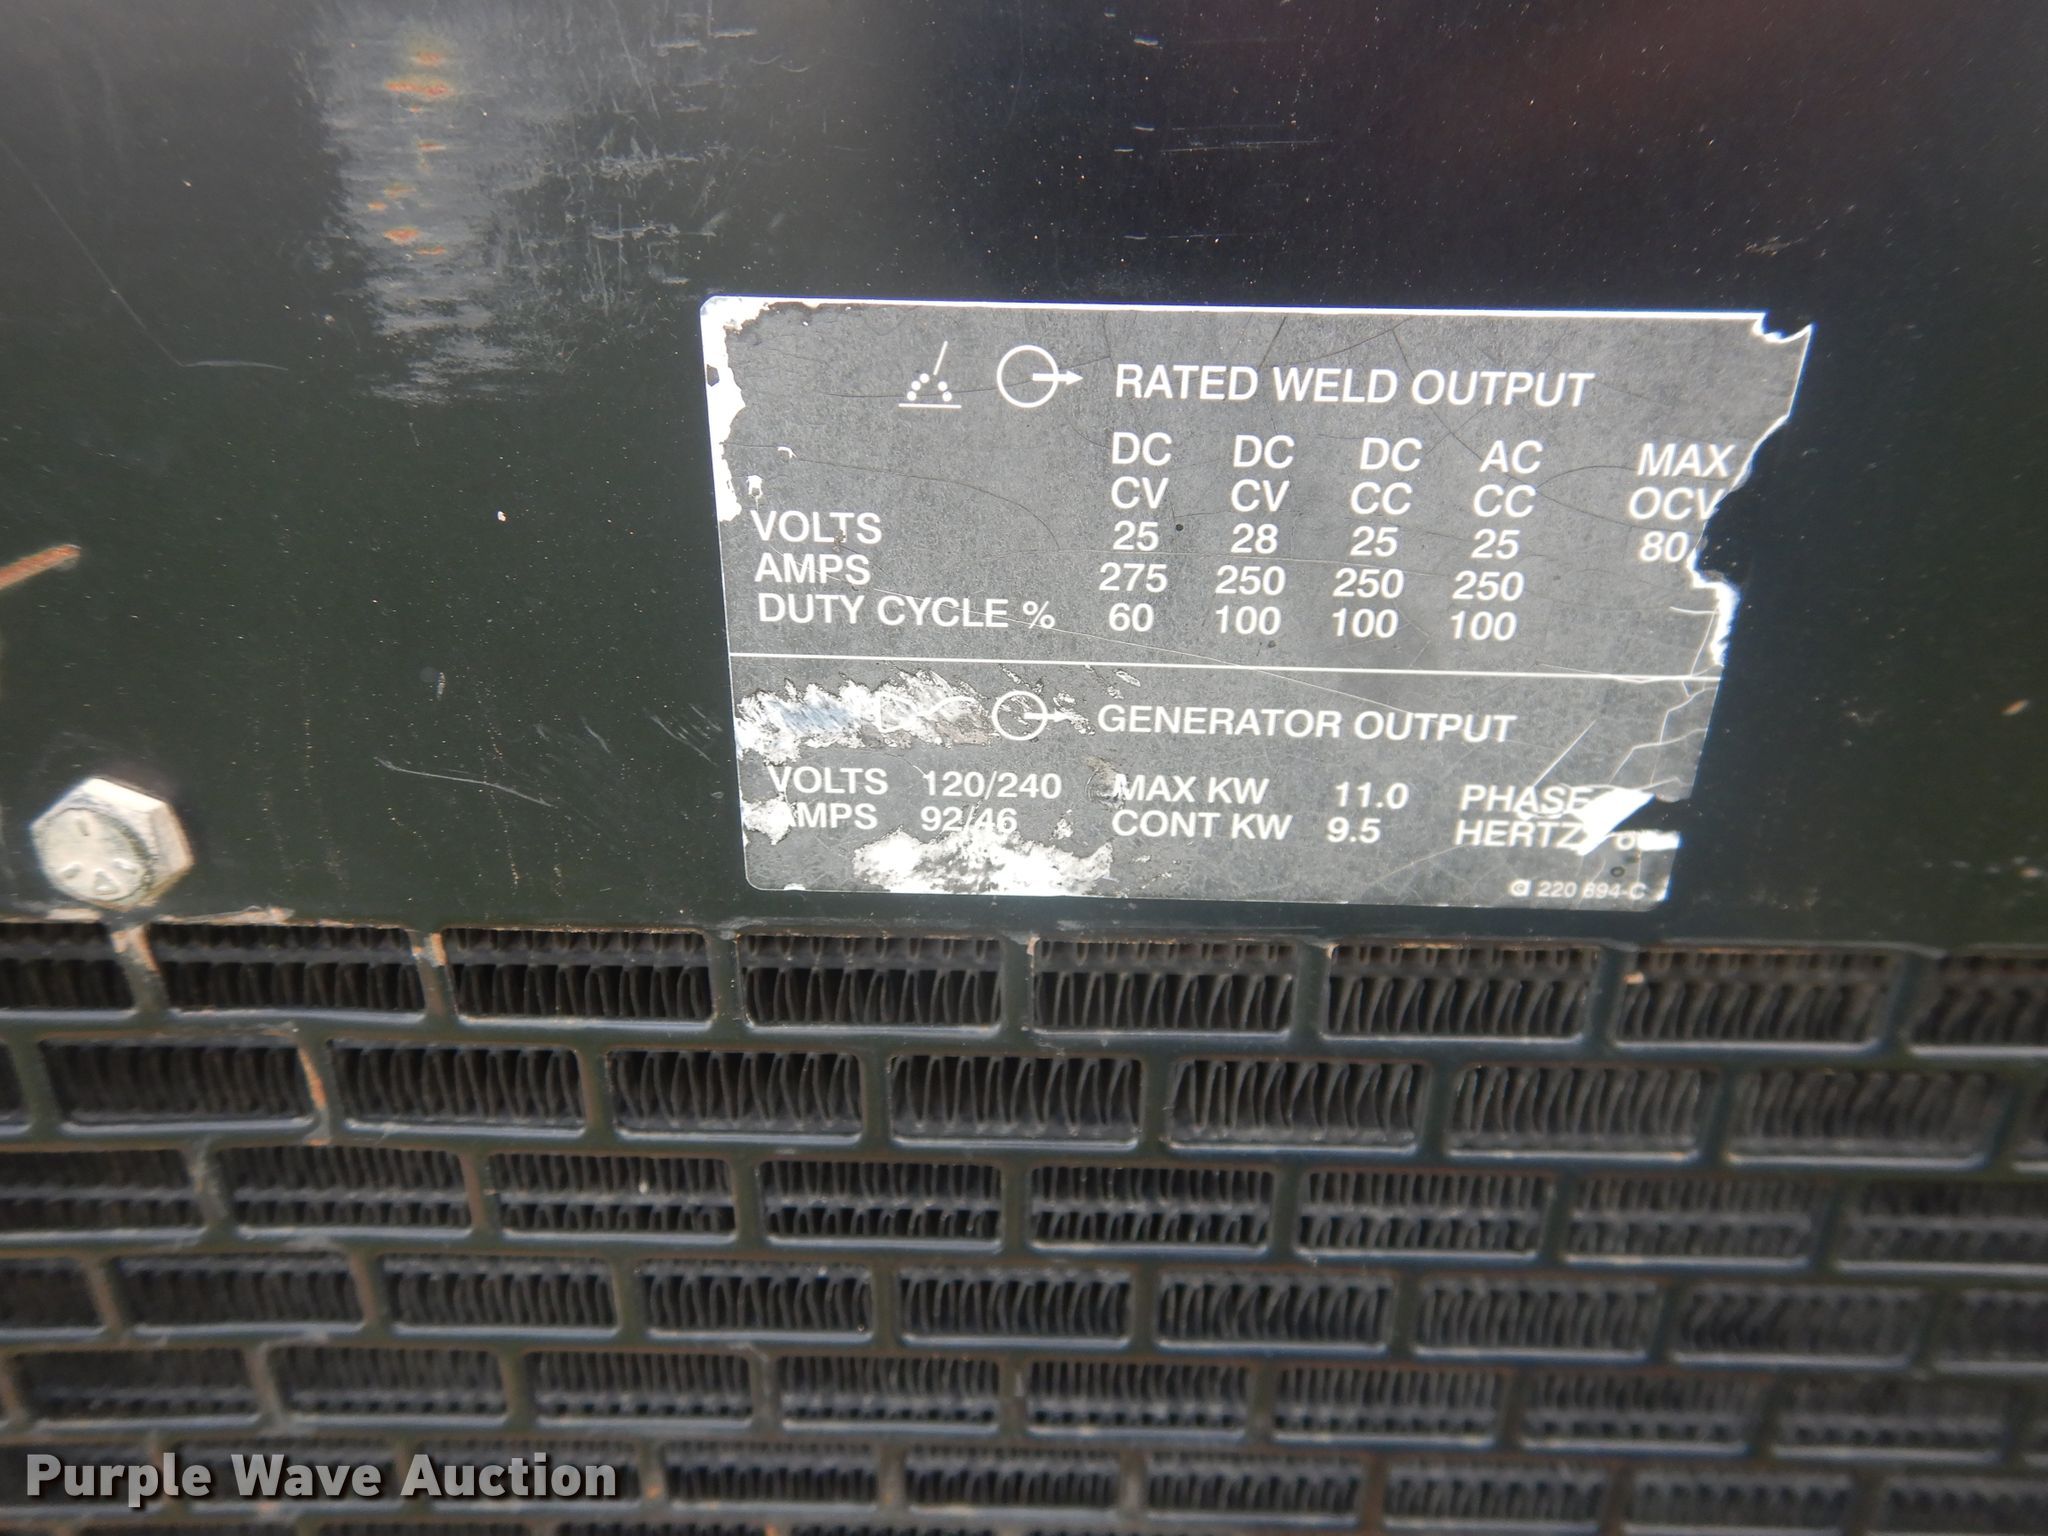 RATED WELD OUTPUT
DC DC DC AC MAX
CV CV CC CC OCV
VOLTS 25 28 25 25 80
AMPS 275 250 250 250
DUTY CYCLE % 60 100 100 100
GENERATOR OUTPUT
VOLTS 120/240 MAX KW 11.0 PHASE
AMPS 92/46 CONT KW 9.5 HERTZ
220 894-C
Purple Wave Auction